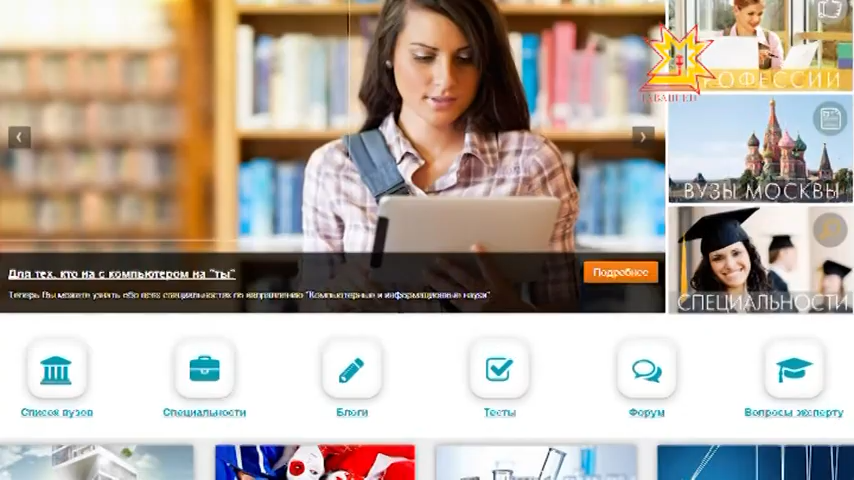 ПРОФЕССИИ
ВУЗЫ МОСКВЫ
СПЕЦИАЛЬНОСТИ
Для тех, кто на с компьютером на "ты"
Подробнее
Теперь Вы можете узнать обо всех специальностях по направлению "Компьютерные и информационные науки"
Список вузов
Специальности
Блоги
Тесты
Форум
Вопросы эксперту